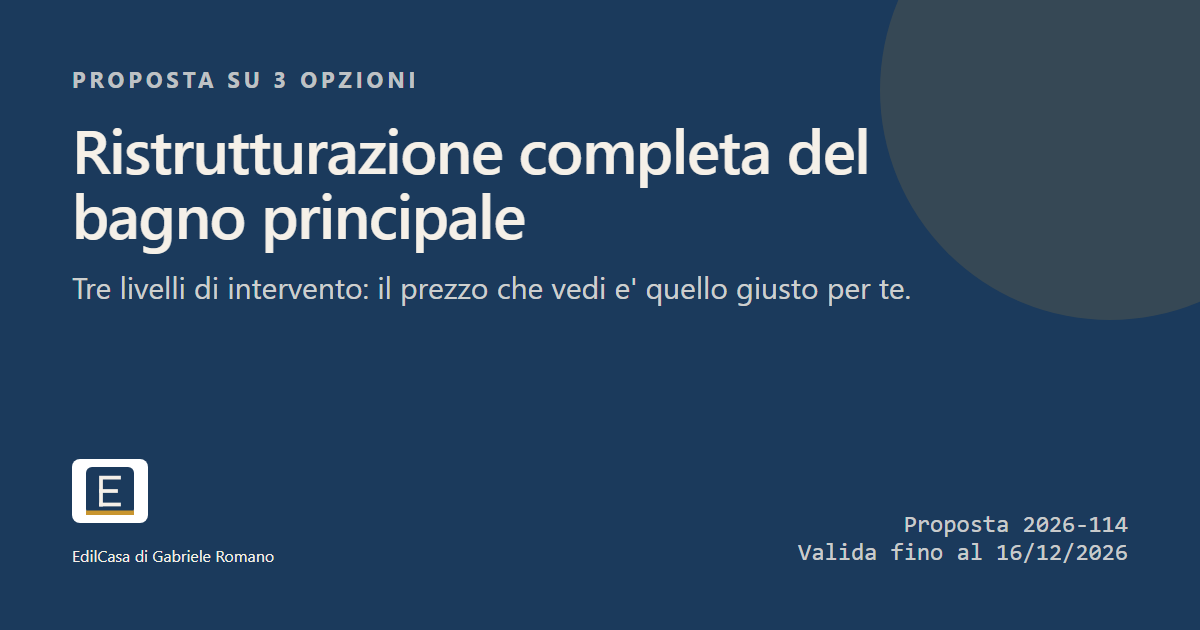 PROPOSTA SU 3 OPZIONI
Ristrutturazione completa del
bagno principale
Tre livelli di intervento: il prezzo che vedi e' quello giusto per te.
E
EdilCasa di Gabriele Romano
Proposta 2026-114
Valida fino al 16/12/2026